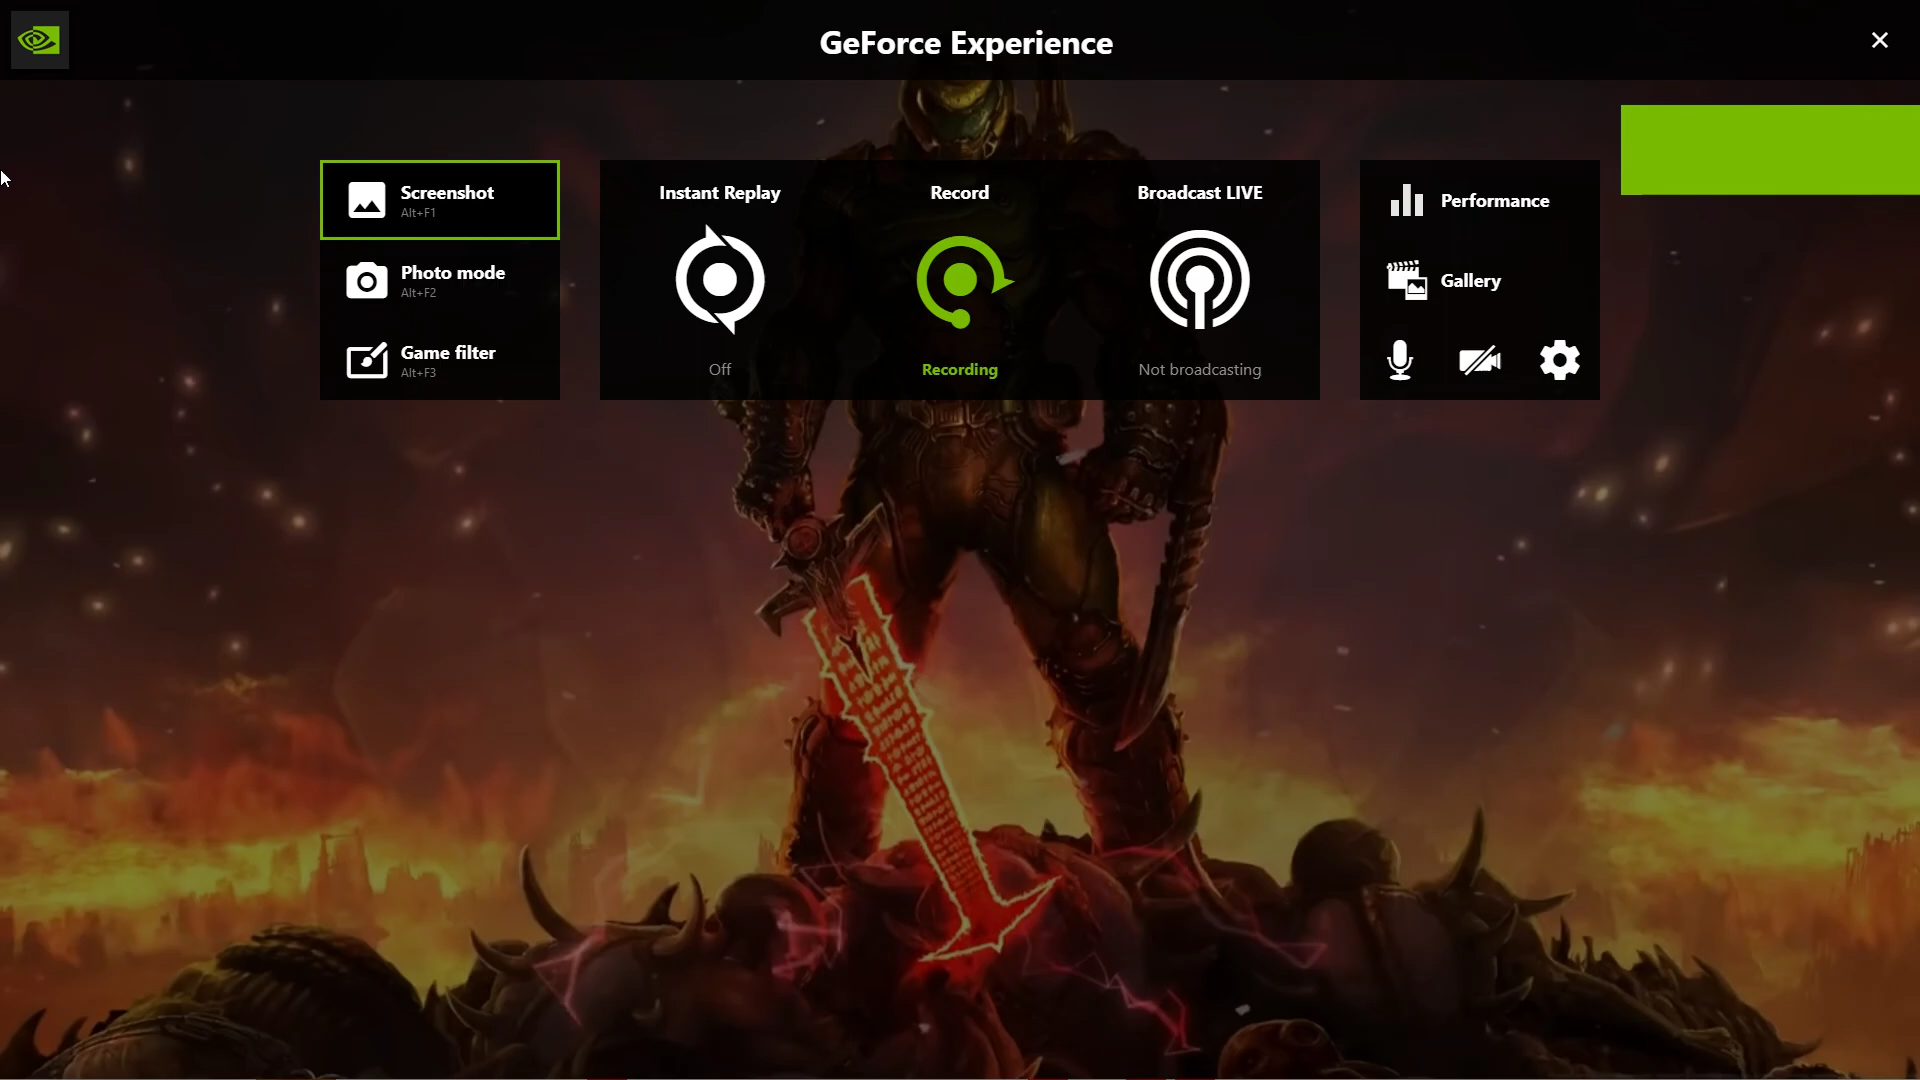 GeForce Experience
Screenshot
Alt+F1
Photo mode
Alt+F2
Game filter
Alt+F3
Instant Replay
Off
Record
Recording
Broadcast LIVE
Not broadcasting
Performance
Gallery